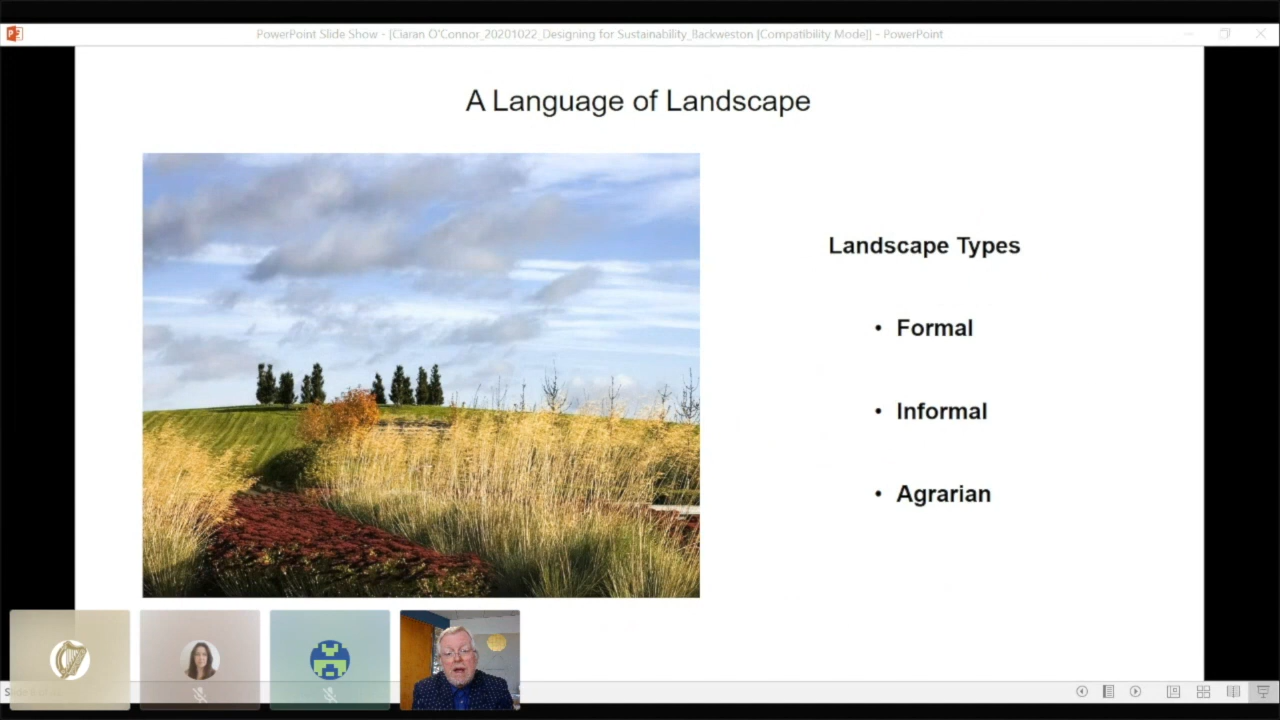 PowerPoint Slide Show - [Ciaran O'Connor_20201022_Designing for Sustainability_Backweston [Compatibility Mode]] - PowerPoint
A Language of Landscape
Landscape Types
• Formal
• Informal
• Agrarian